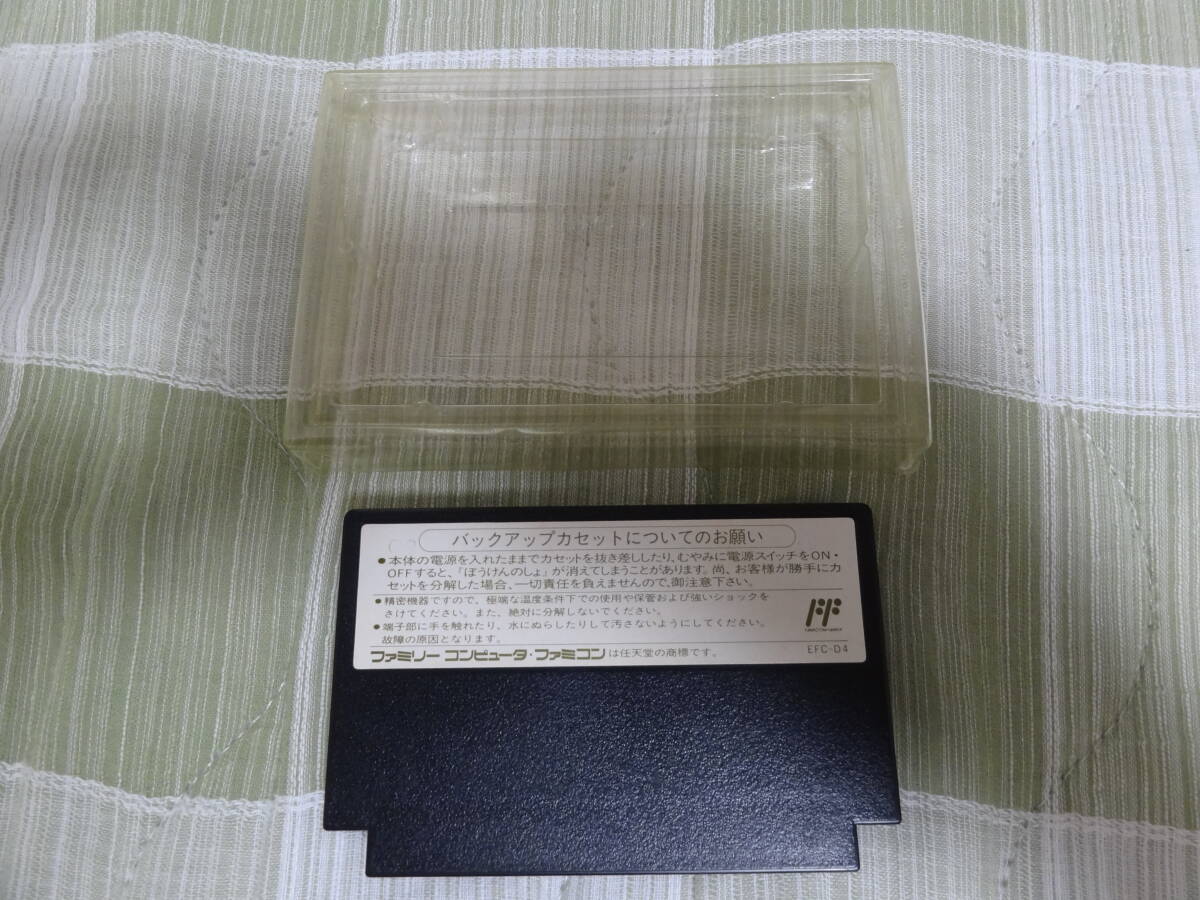 バックアップカセットについてのお願い
●本体の電源を入れたままでカセットを抜き差ししたり、むやみに電源スイッチをON・
OFFすると、「ぼうけんのしょ」が消えてしまうことがあります。尚、お客様が勝手にカ
セットを分解した場合、一切責任を負えませんので、御注意下さい。
●精密機器ですので、極端な温度条件下での使用や保管および強いショックを
さけてください。また、絶対に分解しないでください。
●端子部に手を触れたり、水にぬらしたりして汚さないようにしてください。
故障の原因となります。
ファミリー コンピュータ・ファミコンは任天堂の商標です。
EFC-D4